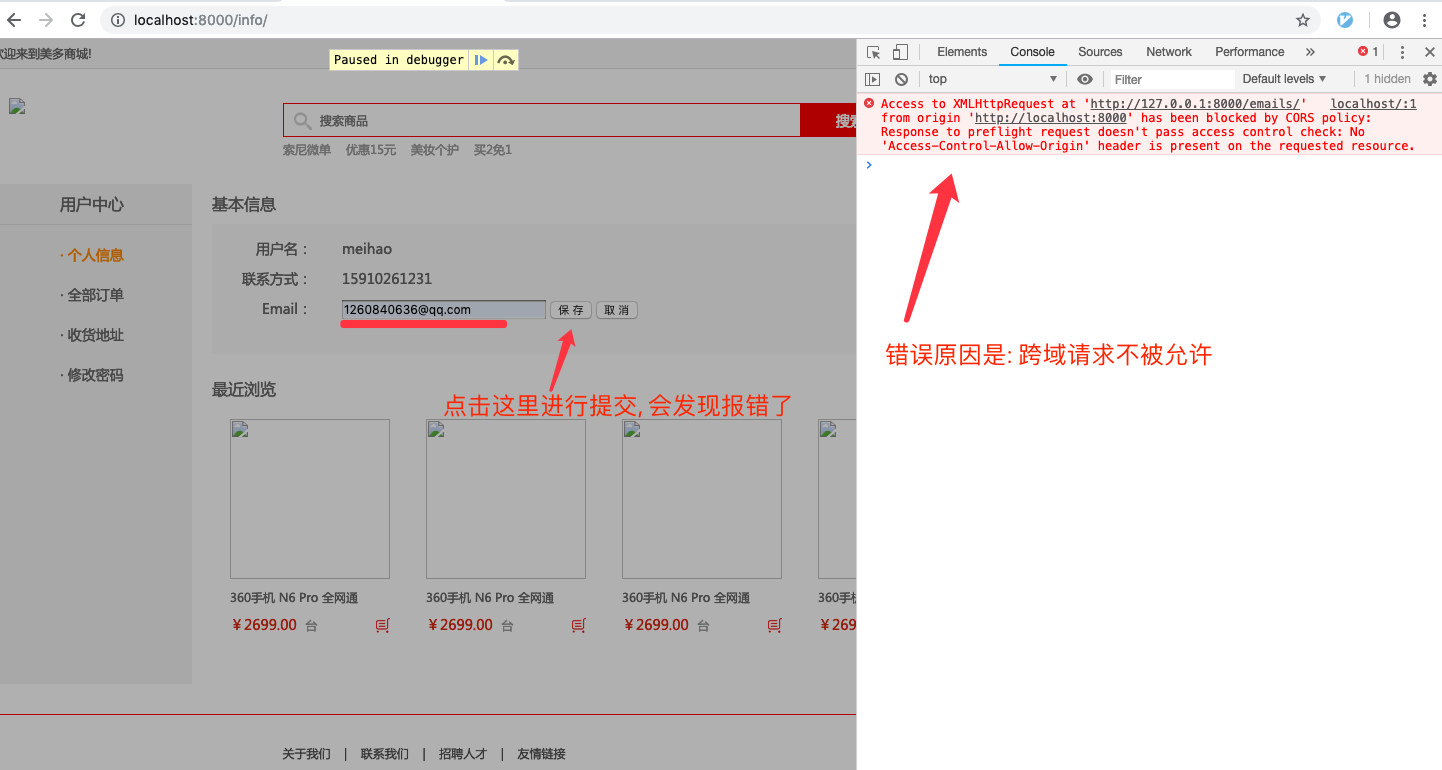 localhost:8000/info/
欢迎来到美多商城!
Paused in debugger
搜索商品
搜索
索尼微单 优惠15元 美妆个护 买2免1
用户中心
· 个人信息
· 全部订单
· 收货地址
· 修改密码
基本信息
用户名： meihao
联系方式： 15910261231
Email： 1260840636@qq.com 保 存 取 消
点击这里进行提交, 会发现报错了
最近浏览
360手机 N6 Pro 全网通 360手机 N6 Pro 全网通 360手机 N6 Pro 全网通 360手
￥2699.00 台 ￥2699.00 台 ￥2699.00 台 ￥269
关于我们 | 联系我们 | 招聘人才 | 友情链接
Elements Console Sources Network Performance » 1
top Filter Default levels 1 hidden
Access to XMLHttpRequest at 'http://127.0.0.1:8000/emails/' localhost/:1
from origin 'http://localhost:8000' has been blocked by CORS policy:
Response to preflight request doesn't pass access control check: No
'Access-Control-Allow-Origin' header is present on the requested resource.
错误原因是: 跨域请求不被允许